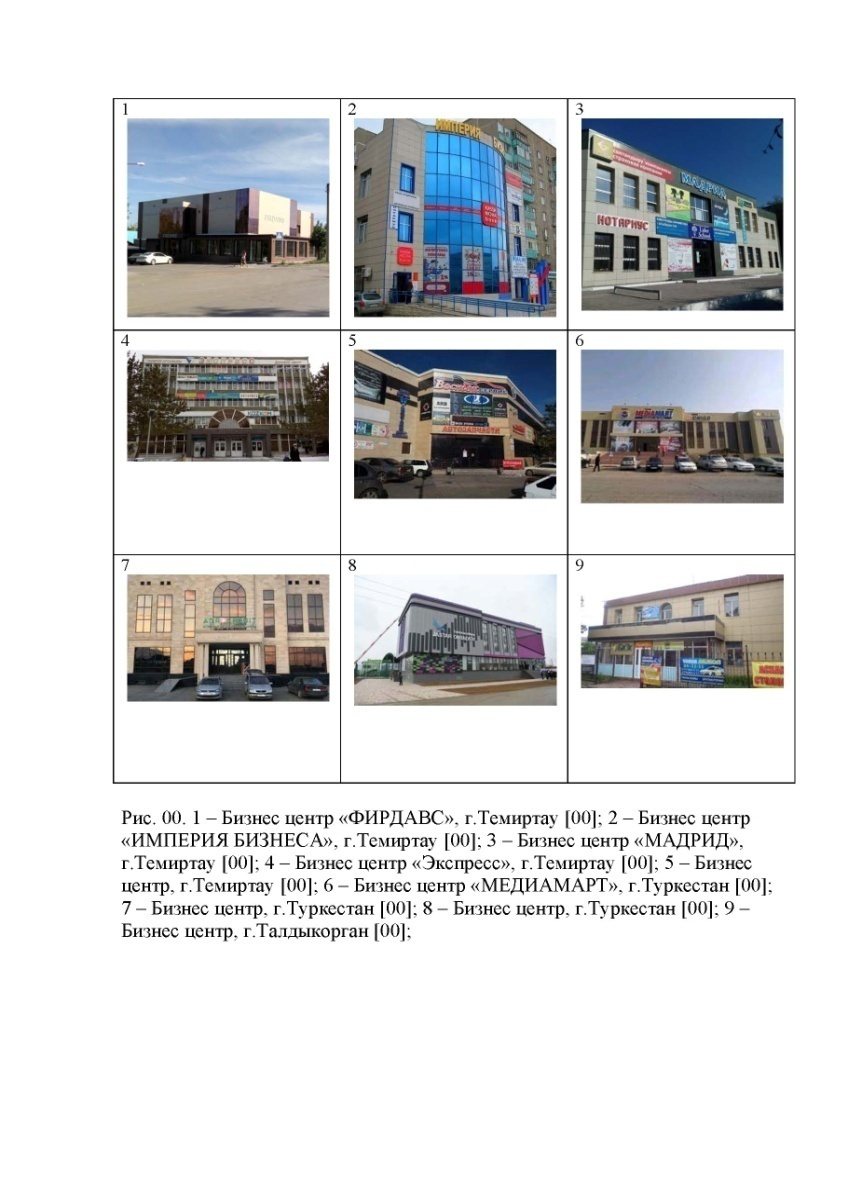 1
2
3
ИМПЕРИЯ
МАДРИД
НОТАРИУС
4
5
6
АВТОЗАПЧАСТИ
MEDIAMART
7
8
9
Рис. 00. 1 – Бизнес центр «ФИРДАВС», г.Темиртау [00]; 2 – Бизнес центр
«ИМПЕРИЯ БИЗНЕСА», г.Темиртау [00]; 3 – Бизнес центр «МАДРИД»,
г.Темиртау [00]; 4 – Бизнес центр «Экспресс», г.Темиртау [00]; 5 – Бизнес
центр, г.Темиртау [00]; 6 – Бизнес центр «МЕДИАМАРТ», г.Туркестан [00];
7 – Бизнес центр, г.Туркестан [00]; 8 – Бизнес центр, г.Туркестан [00]; 9 –
Бизнес центр, г.Талдыкорган [00];